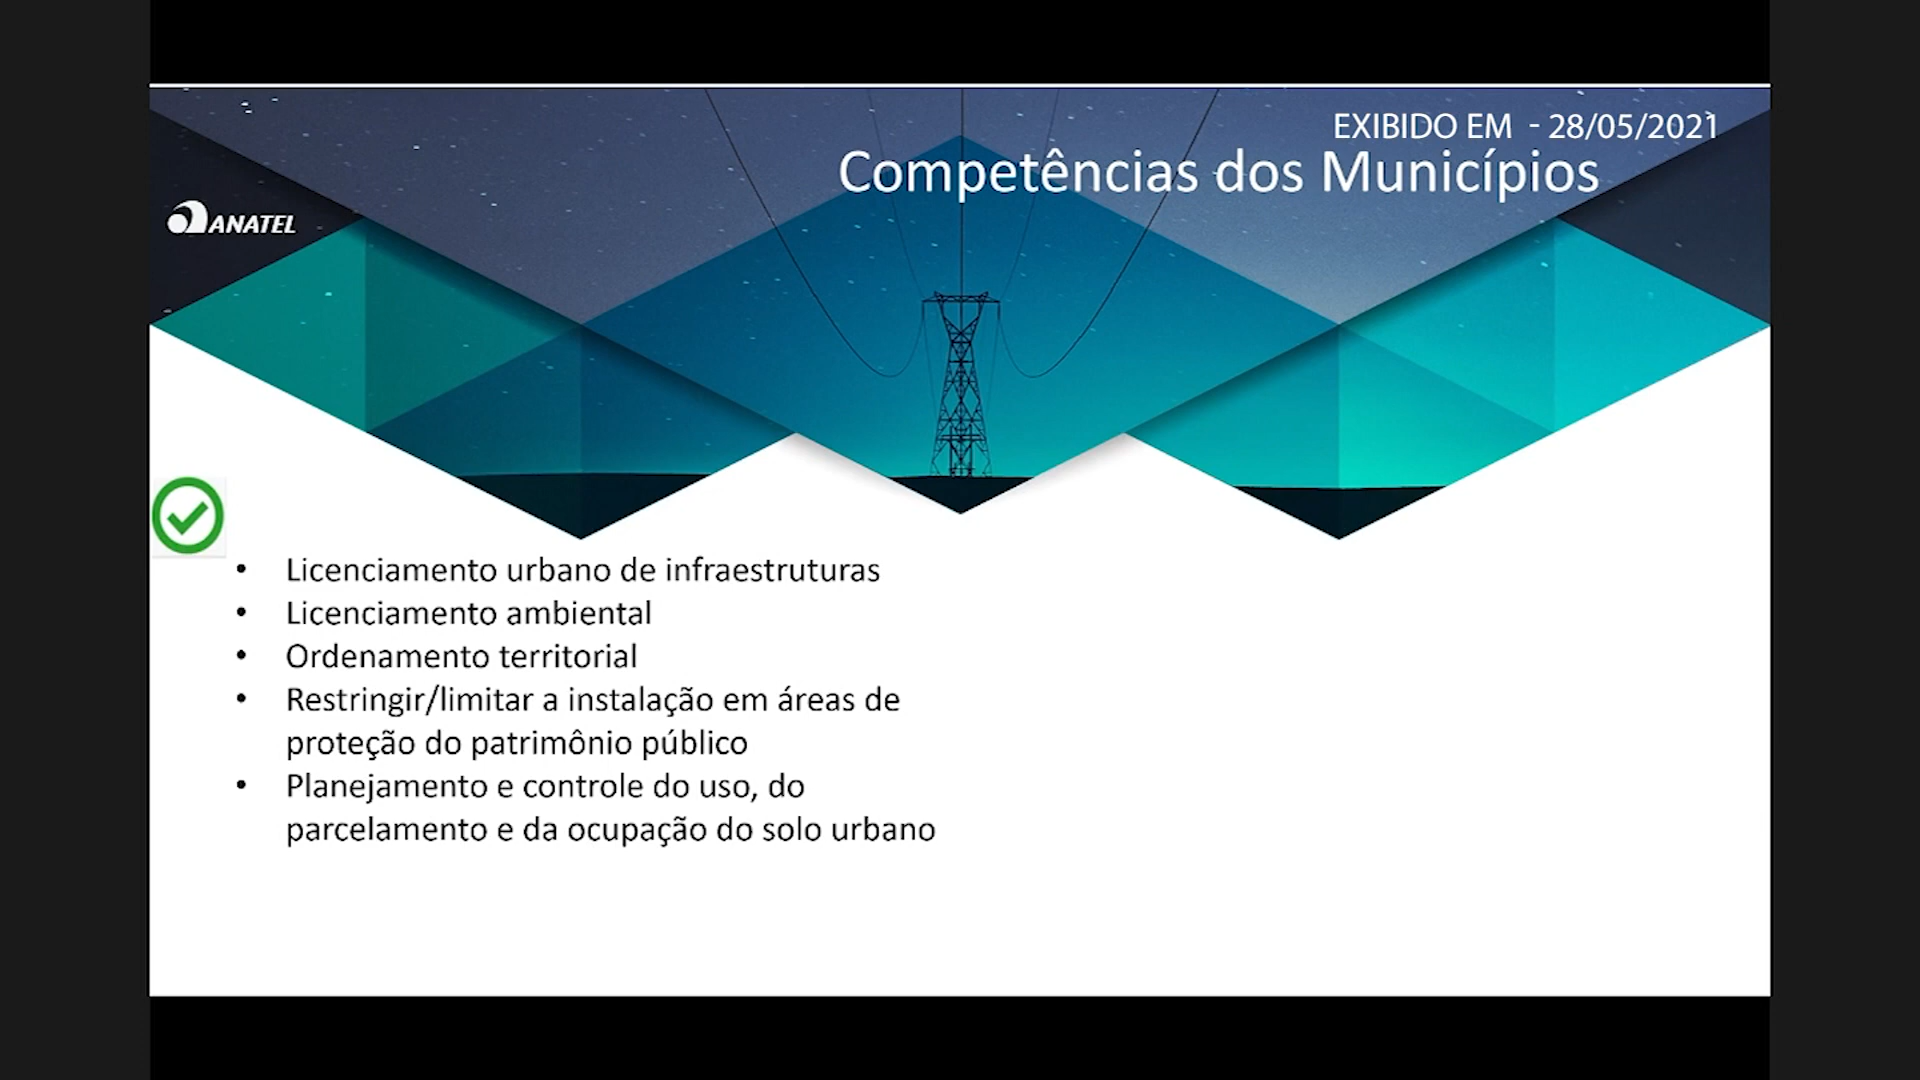 EXIBIDO EM - 28/05/2021
Competências dos Municípios
ANATEL
• Licenciamento urbano de infraestruturas
• Licenciamento ambiental
• Ordenamento territorial
• Restringir/limitar a instalação em áreas de
proteção do patrimônio público
• Planejamento e controle do uso, do
parcelamento e da ocupação do solo urbano